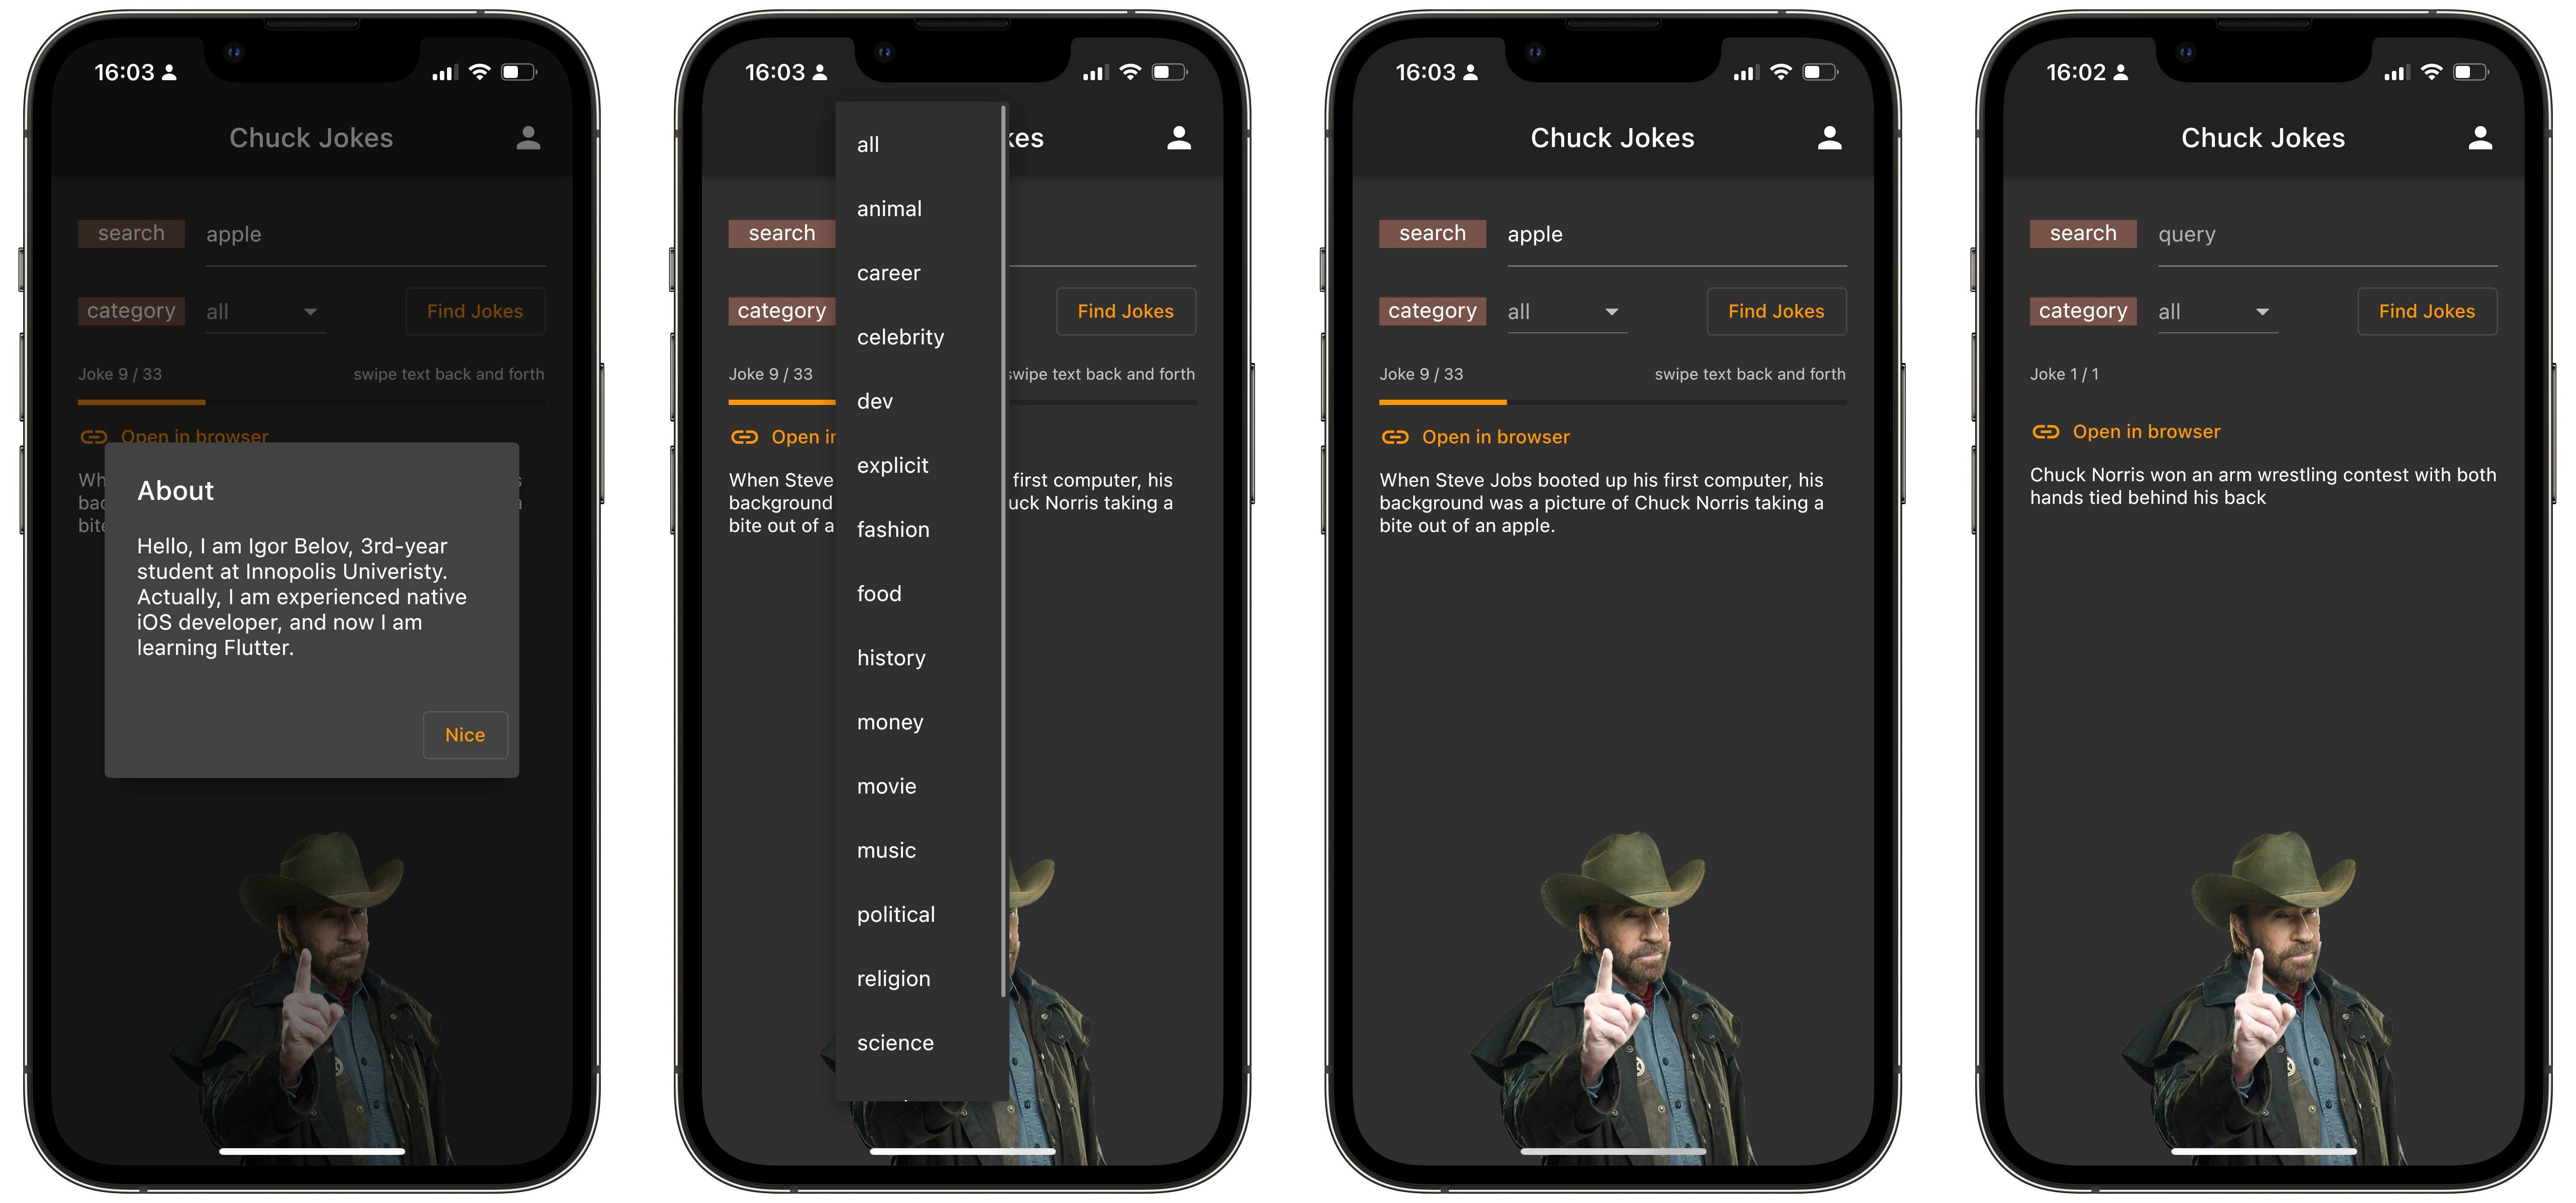 16:03
Chuck Jokes
search apple
category all Find Jokes
Joke 9 / 33 swipe text back and forth
Open in browser
About
Hello, I am Igor Belov, 3rd-year
student at Innopolis Univeristy.
Actually, I am experienced native
iOS developer, and now I am
learning Flutter.
Nice
16:03
kes
all
animal
search
career
category Find Jokes
celebrity
Joke 9 / 33 swipe text back and forth
dev
Open in
explicit
When Steve first computer, his
background uck Norris taking a
bite out of a
fashion
food
history
money
movie
music
political
religion
science
16:03
Chuck Jokes
search apple
category all Find Jokes
Joke 9 / 33 swipe text back and forth
Open in browser
When Steve Jobs booted up his first computer, his
background was a picture of Chuck Norris taking a
bite out of an apple.
16:02
Chuck Jokes
search query
category all Find Jokes
Joke 1 / 1
Open in browser
Chuck Norris won an arm wrestling contest with both
hands tied behind his back